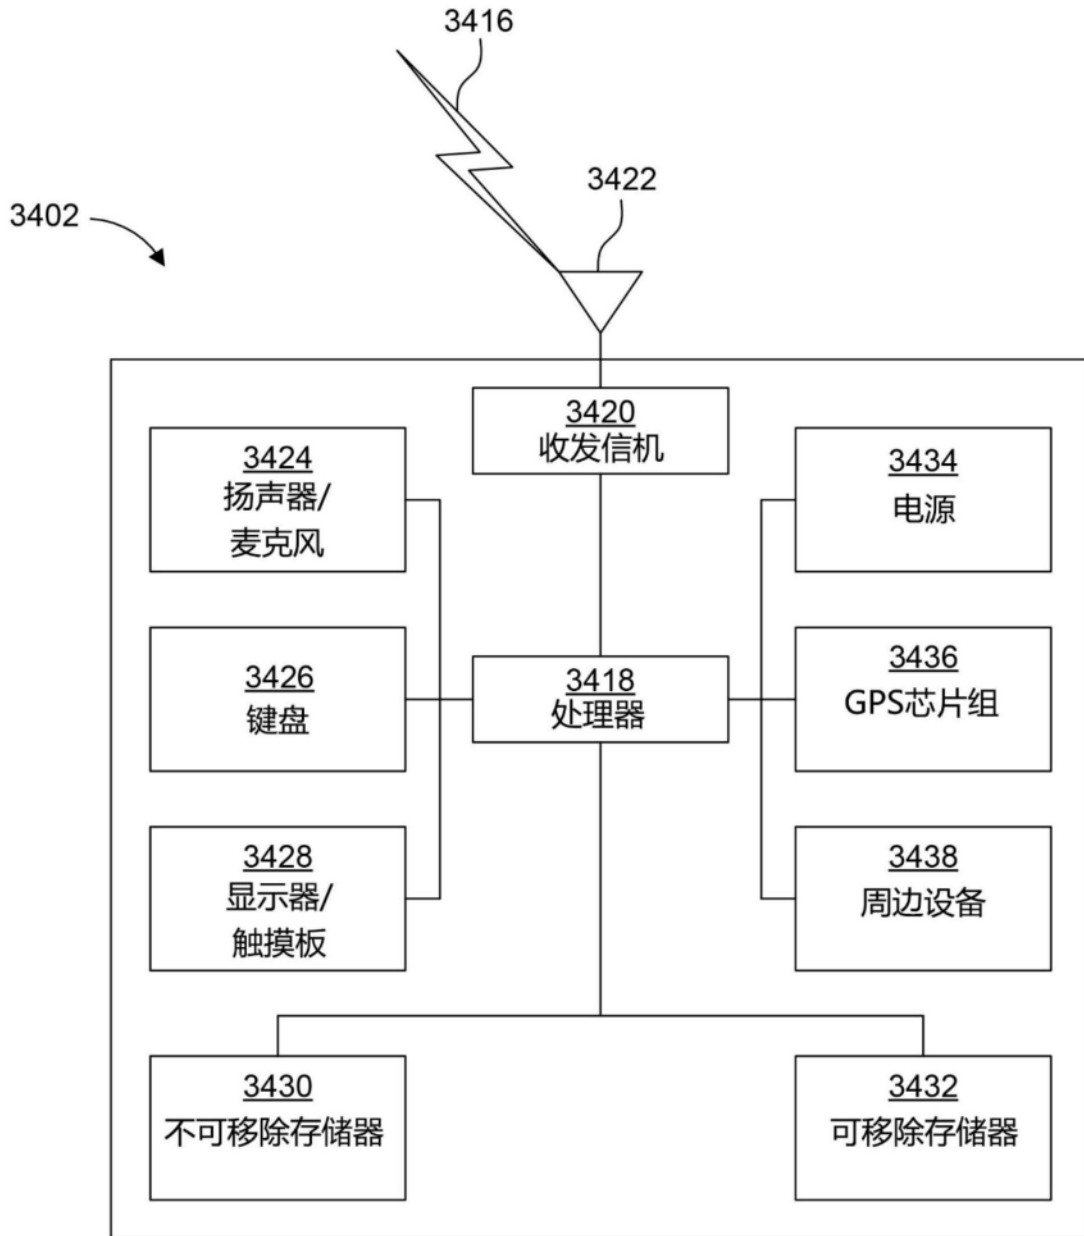 3416
3422
3402
3420
收发信机
3424
扬声器/
麦克风
3434
电源
3426
键盘
3418
处理器
3436
GPS芯片组
3428
显示器/
触摸板
3438
周边设备
3430
不可移除存储器
3432
可移除存储器